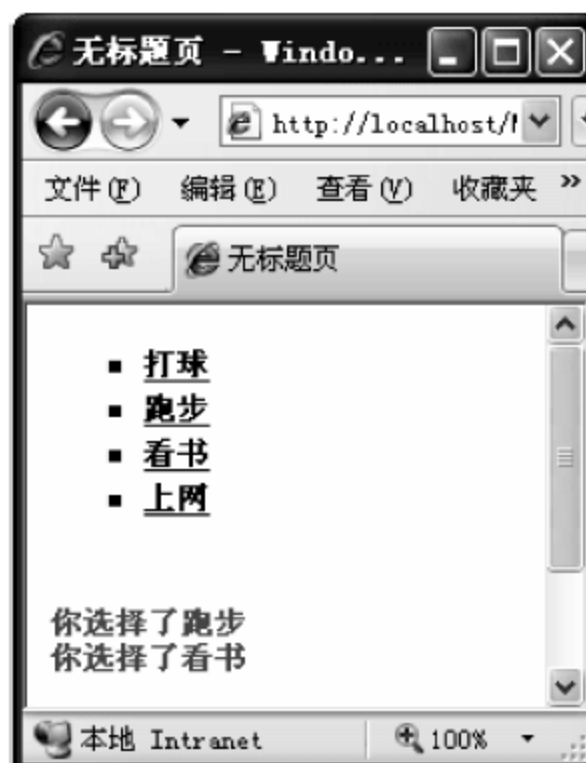 无标题页 - Windo...
http://localhost/
文件(F) 编辑(E) 查看(V) 收藏夹 »
无标题页
▪ 打球
▪ 跑步
▪ 看书
▪ 上网
你选择了跑步
你选择了看书
本地 Intranet 100%